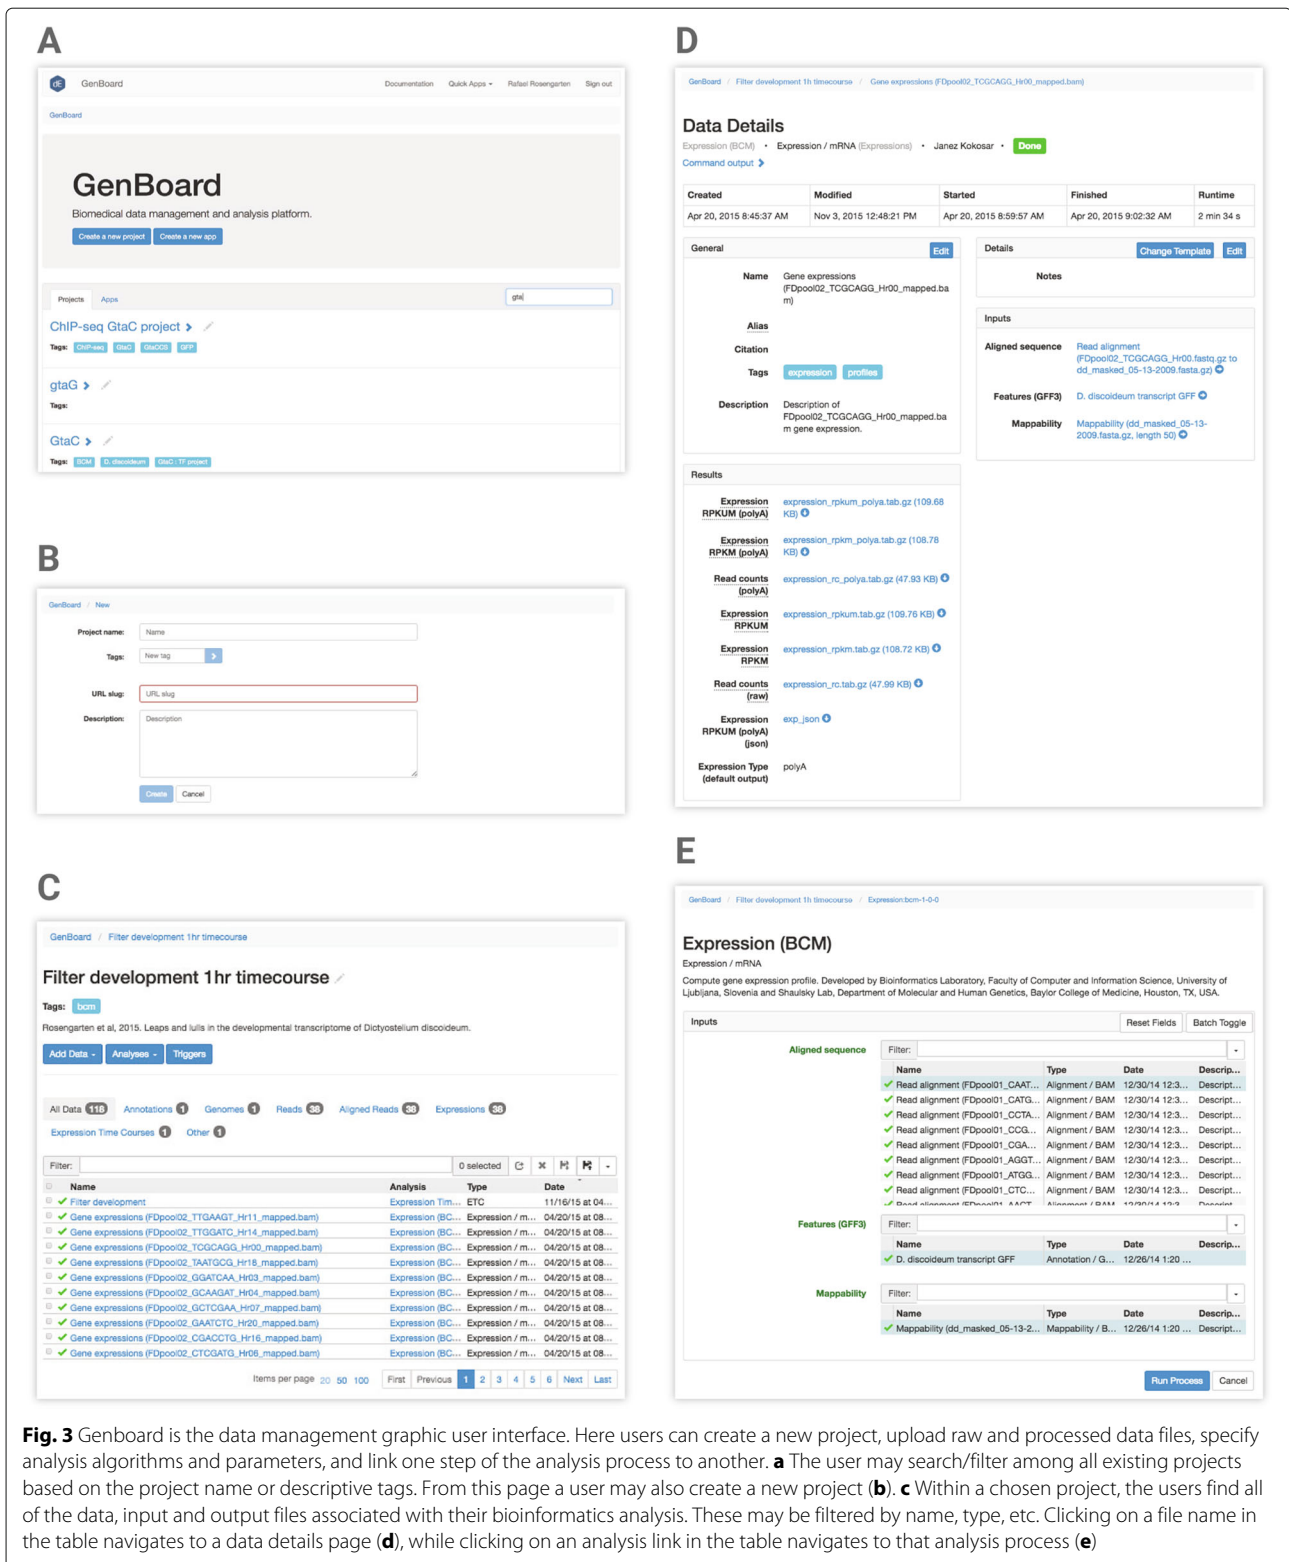 A
GenBoard
Documentation Quick Apps Rafael Rosengarten Sign out
GenBoard
GenBoard
Biomedical data management and analysis platform.
Create a new project Create a new app
Projects Apps gta
ChIP-seq GtaC project
Tags: ChIP-seq GtaC GtaCCS GFP
gtaG
Tags:
GtaC
Tags: BCM D. discoideum GtaC - TF project
B
GenBoard / New
Project name: Name
Tags: New tag
URL slug: URL slug
Description: Description
Create Cancel
C
GenBoard / Filter development 1hr timecourse
Filter development 1hr timecourse
Tags: bcm
Rosengarten et al, 2015. Leaps and lulls in the developmental transcriptome of Dictyostelium discoideum.
Add Data Analyses Triggers
All Data 118 Annotations 1 Genomes 1 Reads 38 Aligned Reads 38 Expressions 38
Expression Time Courses 1 Other 1
Filter: 0 selected
Name Analysis Type Date
Filter development Expression Tim... ETC 11/16/15 at 04...
Gene expressions (FDpool02_TTGAAGT_Hr11_mapped.bam) Expression (BC... Expression / m... 04/20/15 at 08...
Gene expressions (FDpool02_TTGGATC_Hr14_mapped.bam) Expression (BC... Expression / m... 04/20/15 at 08...
Gene expressions (FDpool02_TCGCAGG_Hr00_mapped.bam) Expression (BC... Expression / m... 04/20/15 at 08...
Gene expressions (FDpool02_TAATGCG_Hr18_mapped.bam) Expression (BC... Expression / m... 04/20/15 at 08...
Gene expressions (FDpool02_GGATCAA_Hr03_mapped.bam) Expression (BC... Expression / m... 04/20/15 at 08...
Gene expressions (FDpool02_GCAAGAT_Hr04_mapped.bam) Expression (BC... Expression / m... 04/20/15 at 08...
Gene expressions (FDpool02_GCTCGAA_Hr07_mapped.bam) Expression (BC... Expression / m... 04/20/15 at 08...
Gene expressions (FDpool02_GAATCTC_Hr20_mapped.bam) Expression (BC... Expression / m... 04/20/15 at 08...
Gene expressions (FDpool02_CGACCTG_Hr16_mapped.bam) Expression (BC... Expression / m... 04/20/15 at 08...
Gene expressions (FDpool02_CTCGATG_Hr06_mapped.bam) Expression (BC... Expression / m... 04/20/15 at 08...
Items per page 20 50 100 First Previous 1 2 3 4 5 6 Next Last
D
GenBoard / Filter development 1h timecourse / Gene expressions (FDpool02_TCGCAGG_Hr00_mapped.bam)
Data Details
Expression (BCM) • Expression / mRNA (Expressions) • Janez Kokosar • Done
Command output
Created Modified Started Finished Runtime
Apr 20, 2015 8:45:37 AM Nov 3, 2015 12:48:21 PM Apr 20, 2015 8:59:57 AM Apr 20, 2015 9:02:32 AM 2 min 34 s
General Edit
Name Gene expressions
(FDpool02_TCGCAGG_Hr00_mapped.ba
m)
Alias
Citation
Tags expression profiles
Description Description of
FDpool02_TCGCAGG_Hr00_mapped.ba
m gene expression.
Details Change Template Edit
Notes
Inputs
Aligned sequence Read alignment
(FDpool02_TCGCAGG_Hr00.fastq.gz to
dd_masked_05-13-2009.fasta.gz)
Features (GFF3) D. discoideum transcript GFF
Mappability Mappability (dd_masked_05-13-
2009.fasta.gz, length 50)
Results
Expression expression_rpkum_polya.tab.gz (109.68
RPKUM (polyA) KB)
Expression expression_rpkm_polya.tab.gz (108.78
RPKM (polyA) KB)
Read counts expression_rc_polya.tab.gz (47.93 KB)
(polyA)
Expression expression_rpkum.tab.gz (109.76 KB)
RPKUM
Expression expression_rpkm.tab.gz (108.72 KB)
RPKM
Read counts expression_rc.tab.gz (47.99 KB)
(raw)
Expression exp_json
RPKUM (polyA)
(json)
Expression Type polyA
(default output)
E
GenBoard / Filter development 1h timecourse / Expression:bcm-1-0-0
Expression (BCM)
Expression / mRNA
Compute gene expression profile. Developed by Bioinformatics Laboratory, Faculty of Computer and Information Science, University of
Ljubljana, Slovenia and Shaulsky Lab, Department of Molecular and Human Genetics, Baylor College of Medicine, Houston, TX, USA.
Inputs Reset Fields Batch Toggle
Aligned sequence Filter:
Name Type Date Descrip...
Read alignment (FDpool01_CAAT... Alignment / BAM 12/30/14 12:3... Descript...
Read alignment (FDpool01_CATG... Alignment / BAM 12/30/14 12:3... Descript...
Read alignment (FDpool01_CCTA... Alignment / BAM 12/30/14 12:3... Descript...
Read alignment (FDpool01_CCG... Alignment / BAM 12/30/14 12:3... Descript...
Read alignment (FDpool01_CGA... Alignment / BAM 12/30/14 12:3... Descript...
Read alignment (FDpool01_AGGT... Alignment / BAM 12/30/14 12:3... Descript...
Read alignment (FDpool01_ATGG... Alignment / BAM 12/30/14 12:3... Descript...
Read alignment (FDpool01_CTC... Alignment / BAM 12/30/14 12:3... Descript...
Features (GFF3) Filter:
Name Type Date Descrip...
D. discoideum transcript GFF Annotation / G... 12/26/14 1:20 ...
Mappability Filter:
Name Type Date Descrip...
Mappability (dd_masked_05-13-2... Mappability / B... 12/26/14 1:20 ... Descript...
Run Process Cancel
Fig. 3 Genboard is the data management graphic user interface. Here users can create a new project, upload raw and processed data files, specify
analysis algorithms and parameters, and link one step of the analysis process to another. a The user may search/filter among all existing projects
based on the project name or descriptive tags. From this page a user may also create a new project (b). c Within a chosen project, the users find all
of the data, input and output files associated with their bioinformatics analysis. These may be filtered by name, type, etc. Clicking on a file name in
the table navigates to a data details page (d), while clicking on an analysis link in the table navigates to that analysis process (e)